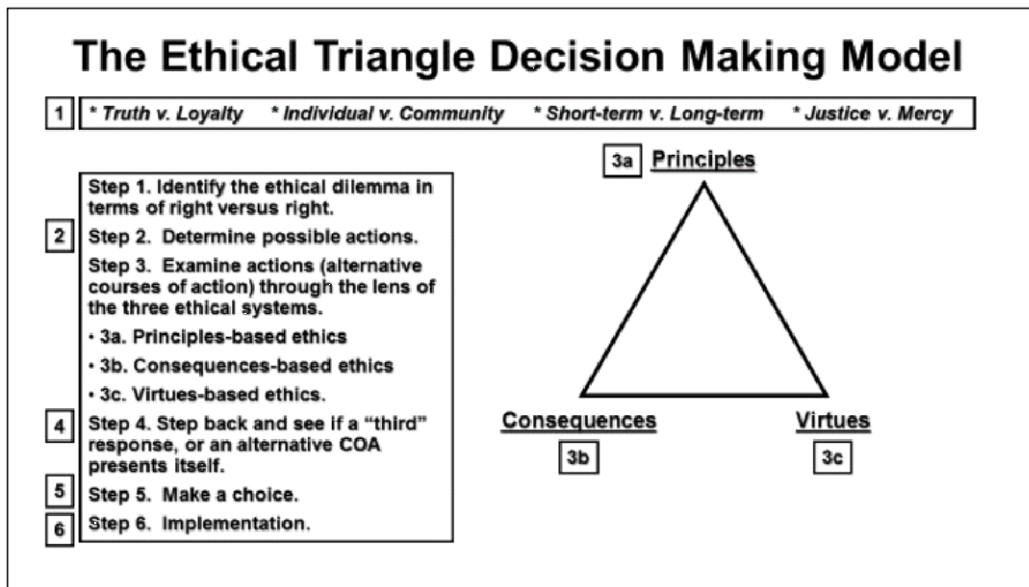 The Ethical Triangle Decision Making Model
1 * Truth v. Loyalty * Individual v. Community * Short-term v. Long-term * Justice v. Mercy
3a Principles
Step 1. Identify the ethical dilemma in
terms of right versus right.
2 Step 2. Determine possible actions.
Step 3. Examine actions (alternative
courses of action) through the lens of
the three ethical systems.
• 3a. Principles-based ethics
• 3b. Consequences-based ethics
• 3c. Virtues-based ethics.
4 Step 4. Step back and see if a “third”
response, or an alternative COA
presents itself.
5 Step 5. Make a choice.
6 Step 6. Implementation.
Consequences Virtues
3b 3c